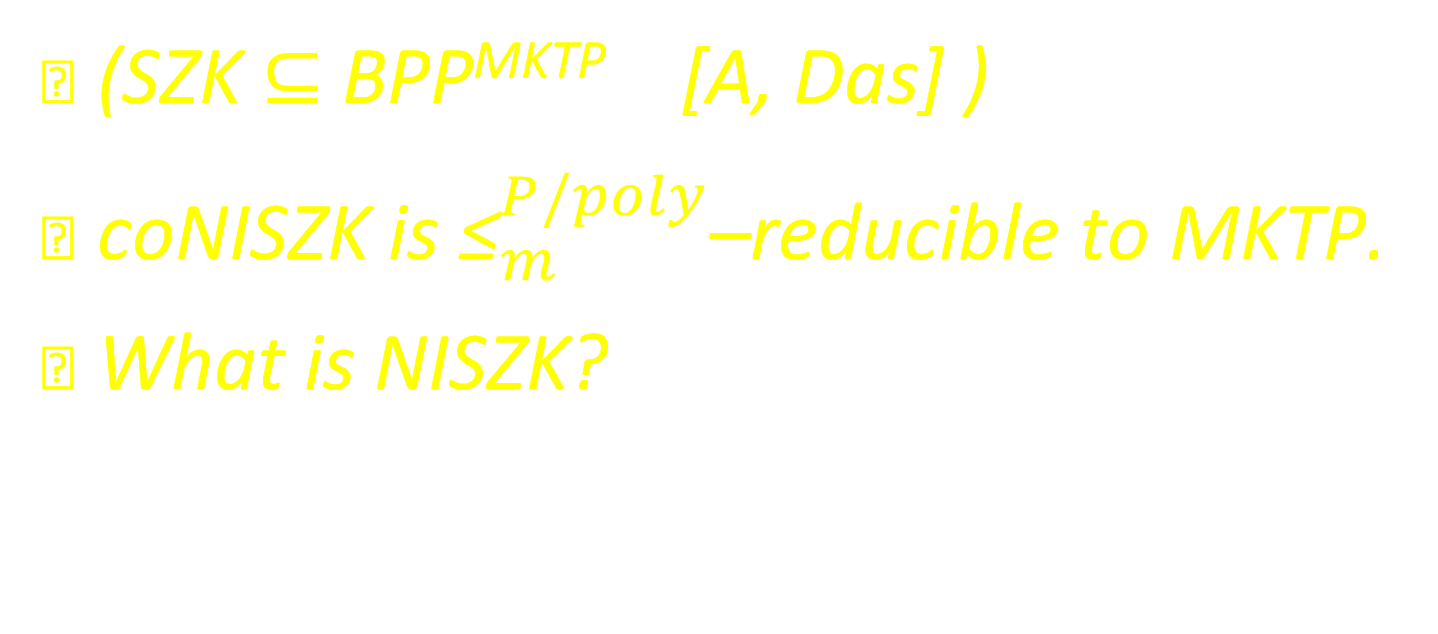 ⍰ (SZK ⊆ BPP^MKTP [A, Das] )
⍰ coNISZK is ≤_m^P/poly –reducible to MKTP.
⍰ What is NISZK?